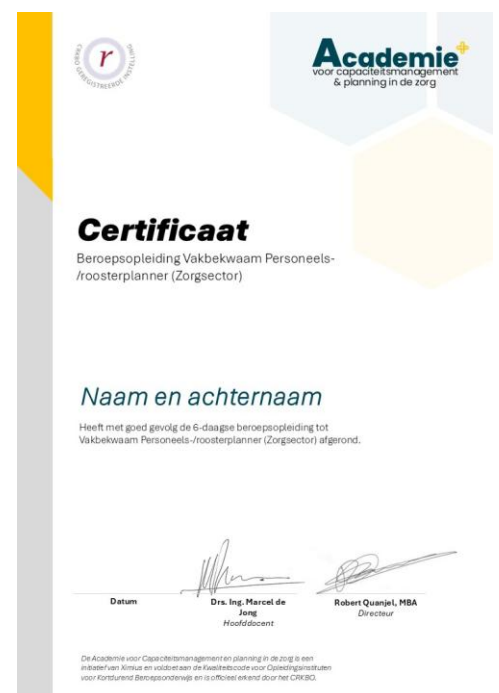 CRKBO GEREGISTREERDE INSTELLING
r
Academie+
voor capaciteitsmanagement
& planning in de zorg
Certificaat
Beroepsopleiding Vakbekwaam Personeels-
/roosterplanner (Zorgsector)
Naam en achternaam
Heeft met goed gevolg de 6-daagse beroepsopleiding tot
Vakbekwaam Personeels-/roosterplanner (Zorgsector) afgerond.
Datum
Drs. Ing. Marcel de
Jong
Hoofddocent
Robert Quanjel, MBA
Directeur
De Academie voor Capaciteitsmanagement en planning in de zorg is een
initiatief van Ximius en voldoet aan de Kwaliteitscode voor Opleidingsinstituten
voor Kortdurend Beroepsonderwijs en is officieel erkend door het CRKBO.